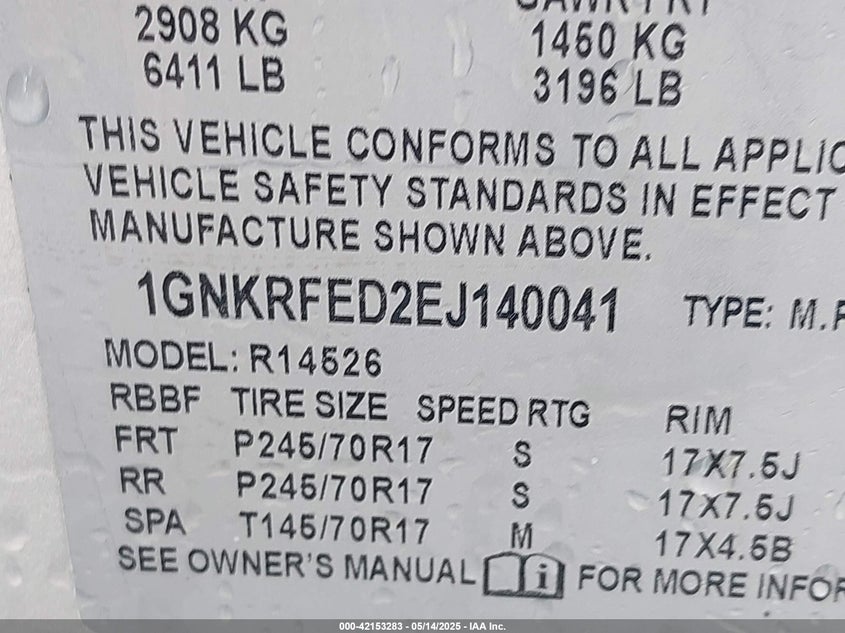 2908 KG
6411 LB
GAWR FRT
1450 KG
3196 LB
THIS VEHICLE CONFORMS TO ALL APPLIC
VEHICLE SAFETY STANDARDS IN EFFECT
MANUFACTURE SHOWN ABOVE.
1GNKRFED2EJ140041 TYPE: M.P
MODEL: R14526
RBBF TIRE SIZE SPEED RTG RIM
FRT P245/70R17 S 17X7.5J
RR P245/70R17 S 17X7.5J
SPA T145/70R17 M 17X4.5B
SEE OWNER'S MANUAL i FOR MORE INFOR
000-42153283 - 05/14/2025 - IAA Inc.